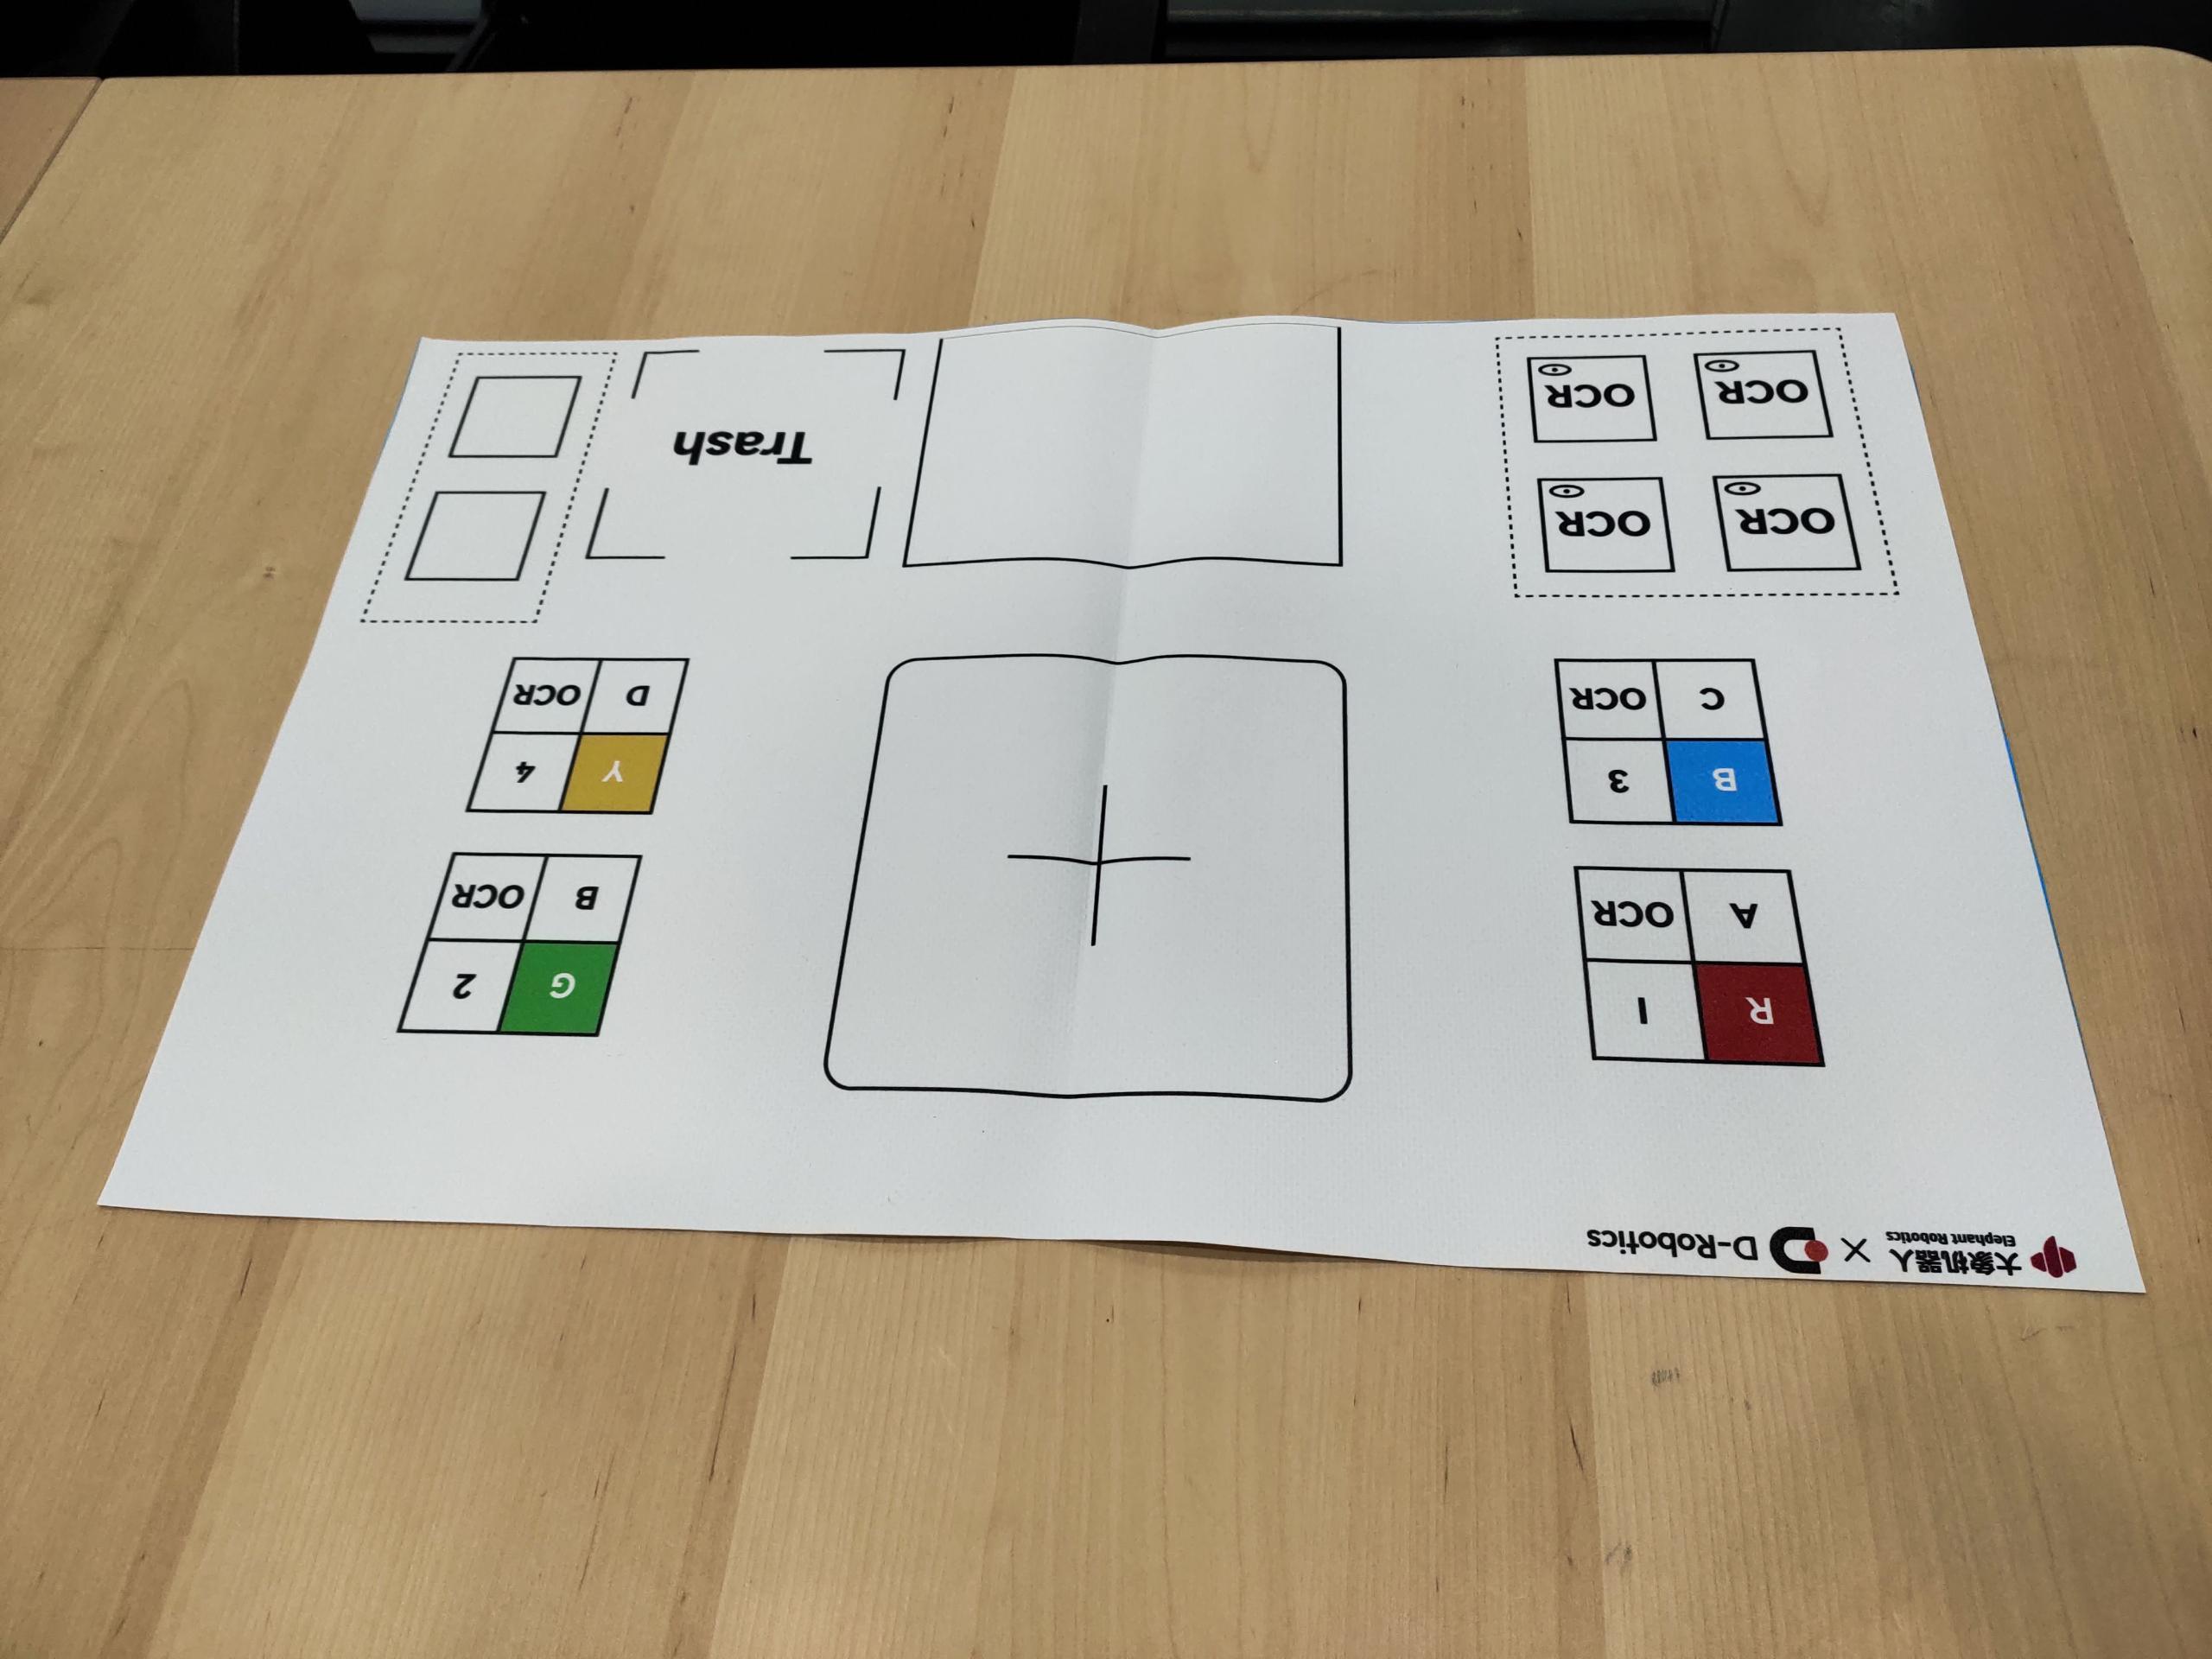 大象机器人
Elephant Robotics
×
D-Robotics
R
1
A
OCR
G
2
B
OCR
B
3
C
OCR
Y
4
D
OCR
OCR
OCR
OCR
OCR
Trash